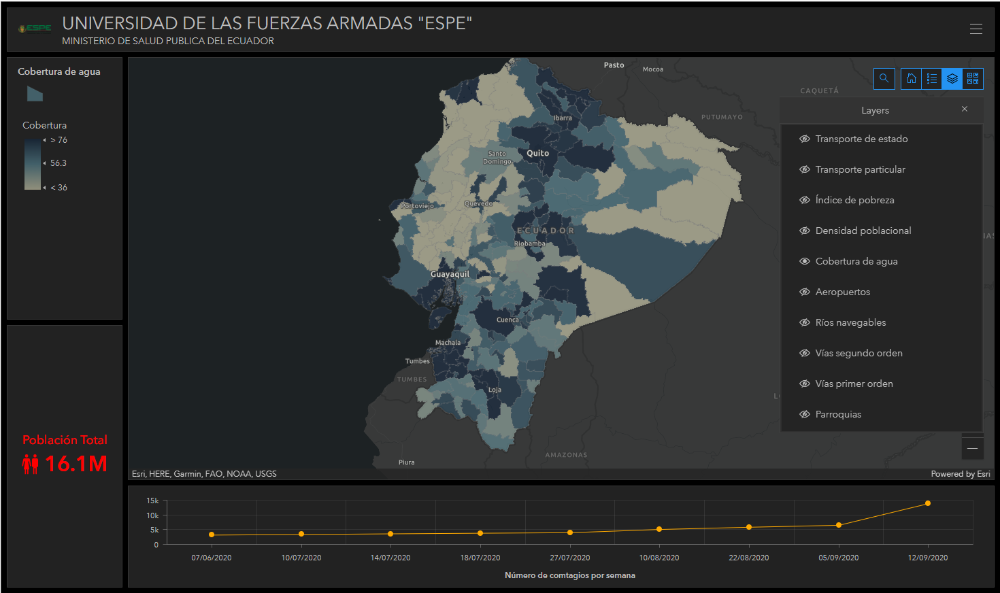 ESPE
UNIVERSIDAD DE LAS FUERZAS ARMADAS "ESPE"
MINISTERIO DE SALUD PUBLICA DEL ECUADOR
Cobertura de agua
Cobertura
> 76
56.3
< 36
Población Total
16.1M
Pasto
Mocoa
CAQUETÁ
PUTUMAYO
Ibarra
Quito
Santo
Domingo
Portoviejo
Quevedo
ECUADOR
Riobamba
Guayaquil
Cuenca
Machala
Tumbes
TUMBES
Loja
AMAZONAS
Piura
Layers
Transporte de estado
Transporte particular
Índice de pobreza
Densidad poblacional
Cobertura de agua
Aeropuertos
Ríos navegables
Vías segundo orden
Vías primer orden
Parroquias
Esri, HERE, Garmin, FAO, NOAA, USGS
Powered by Esri
15k
10k
5k
0
07/06/2020
10/07/2020
14/07/2020
18/07/2020
27/07/2020
10/08/2020
22/08/2020
05/09/2020
12/09/2020
Número de comtagios por semana